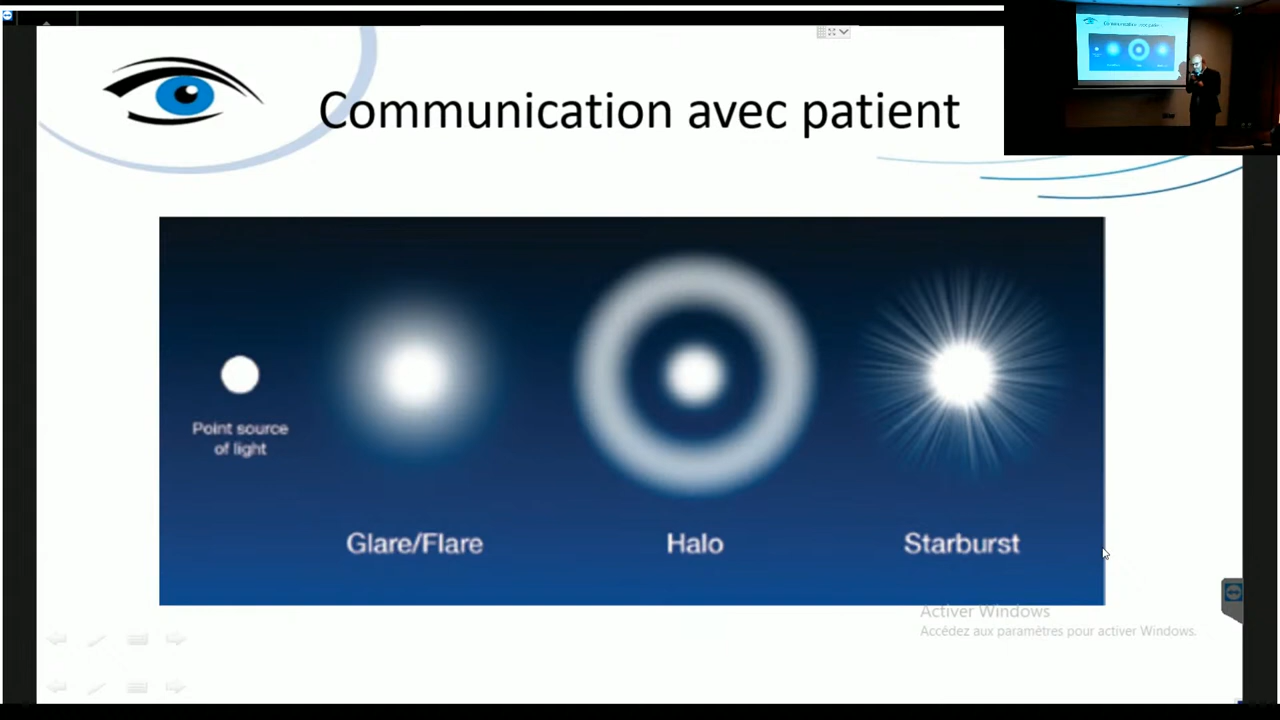 Communication avec patient
Point source
of light
Glare/Flare
Halo
Starburst
Activer Windows
Accédez aux paramètres pour activer Windows.